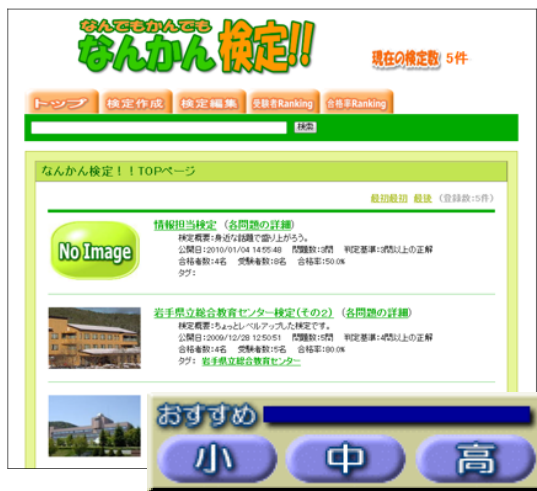 なんでもかんでも
なんかん検定!!
現在の検定数 5件
トップ 検定作成 検定編集 受験者Ranking 合格率Ranking
検索
なんかん検定！！TOPページ
最初最初 最後 (登録数:5件)
情報担当検定 (各問題の詳細)
No Image
検定概要:身近な話題で盛り上がろう。
公開日:2010/01/04 14:55:48 問題数:3問 判定基準:3問以上の正解
合格者数:4名 受験者数:8名 合格率:50.0%
タグ:
岩手県立総合教育センター検定(その2) (各問題の詳細)
検定概要:ちょっとレベルアップした検定です。
公開日:2009/12/28 12:50:51 問題数:5問 判定基準:4問以上の正解
合格者数:4名 受験者数:5名 合格率:80.0%
タグ: 岩手県立総合教育センター
おすすめ
小 中 高